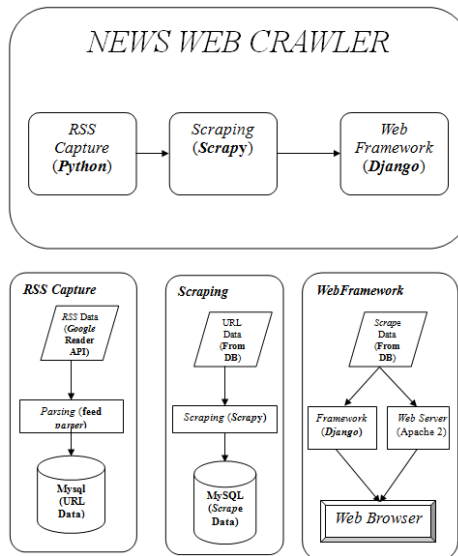 NEWS WEB CRAWLER
RSS
Capture
(Python)
Scraping
(Scrapy)
Web
Framework
(Django)
RSS Capture
RSS Data
(Google
Reader
API)
Parsing (feed
parser)
Mysql
(URL
Data)
Scraping
URL
Data
(From
DB)
Scraping (Scrapy)
MySQL
(Scrape
Data)
WebFramework
Scrape
Data
(From
DB)
Framework
(Django)
Web Server
(Apache 2)
Web Browser